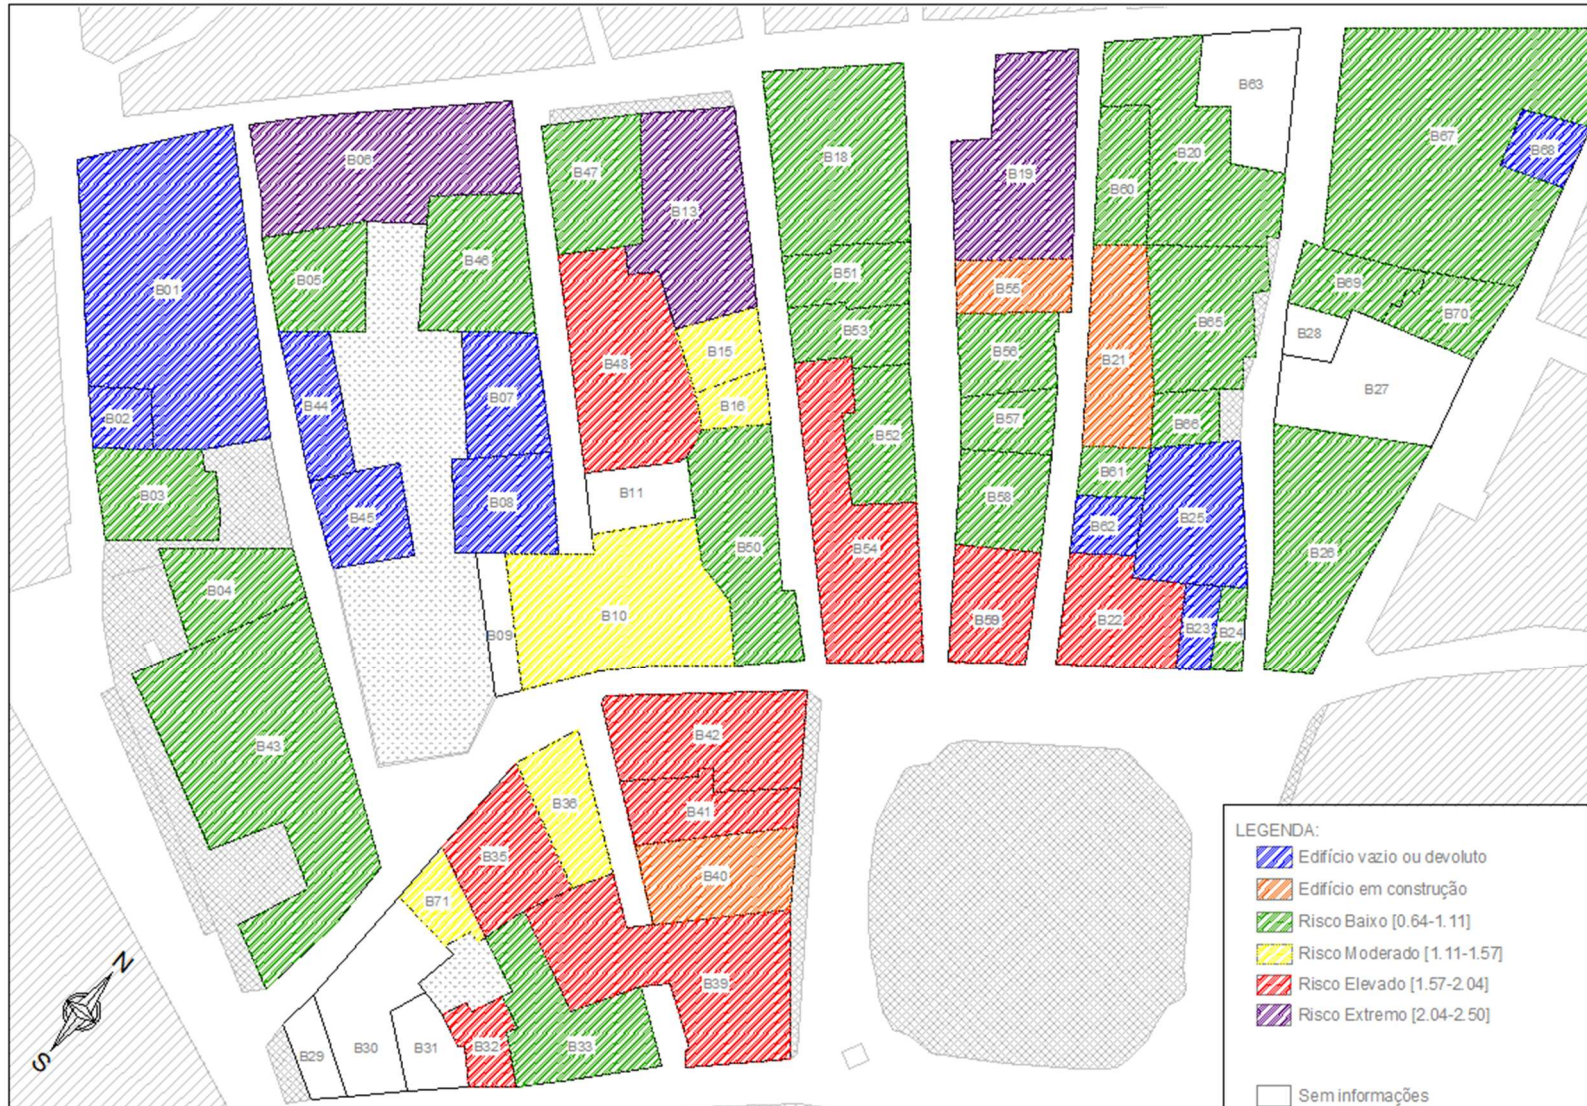 B63
B67
B18
B20
B68
B06
B47
B19
B60
B13
B46
B05
B51
B69
B01
B55
B70
B65
B53
B28
B15
B56
B21
B48
B27
B07
B16
B44
B57
B02
B52
B66
B61
B03
B11
B58
B45
B08
B62
B25
B50
B54
B26
B04
B10
B59
B22
B09
B23
B24
B43
B42
B36
B41
B35
B40
B71
B39
B29
B30
B31
B32
B33
N
S
LEGENDA:
Edifício vazio ou devoluto
Edifício em construção
Risco Baixo [0.64-1.11]
Risco Moderado [1.11-1.57]
Risco Elevado [1.57-2.04]
Risco Extremo [2.04-2.50]
Sem informações